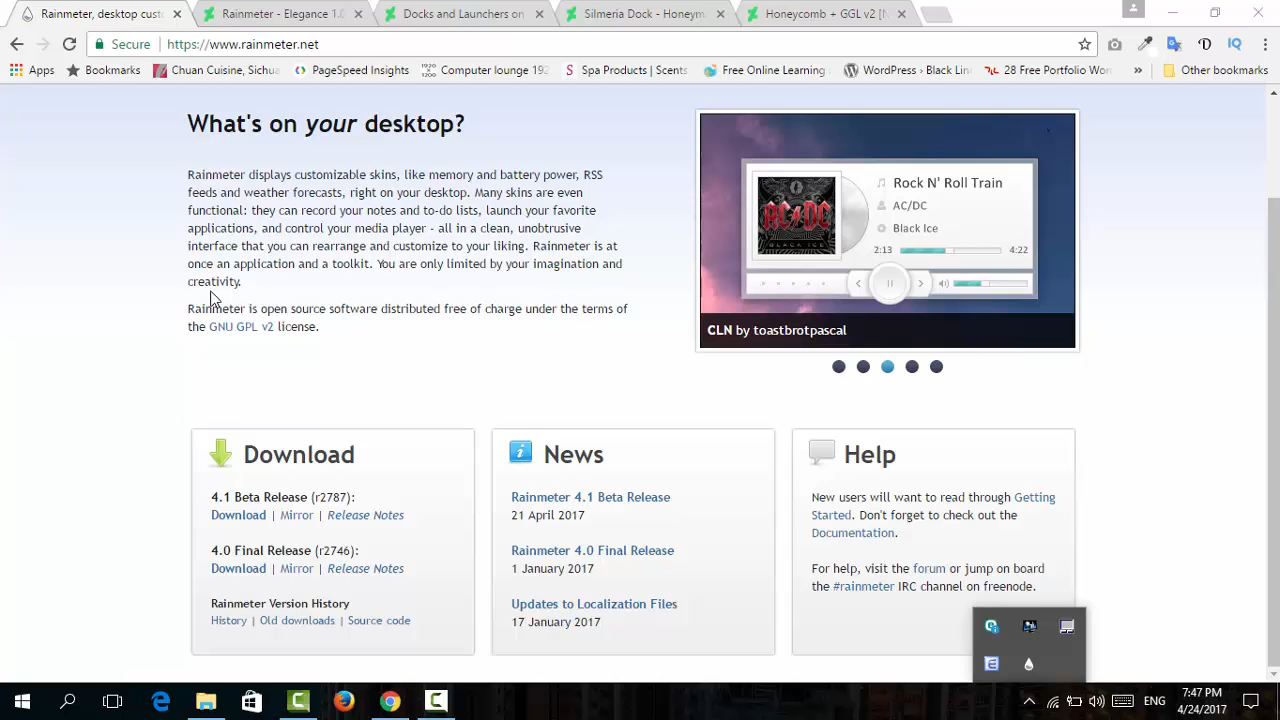 Rainmeter, desktop custo
Rainmeter - Elegance 1.0
Docks and Launchers on
Silmeria Dock - Honeym
Honeycomb + GGL v2 [N
Secure
https://www.rainmeter.net
Apps
Bookmarks
Chuan Cuisine, Sichua
PageSpeed Insights
Computer lounge 192
Spa Products | Scents
Free Online Learning
WordPress › Black Lin
28 Free Portfolio Wor
»
Other bookmarks
What's on your desktop?
Rainmeter displays customizable skins, like memory and battery power, RSS
feeds and weather forecasts, right on your desktop. Many skins are even
functional: they can record your notes and to-do lists, launch your favorite
applications, and control your media player - all in a clean, unobtrusive
interface that you can rearrange and customize to your liking. Rainmeter is at
once an application and a toolkit. You are only limited by your imagination and
creativity.
Rainmeter is open source software distributed free of charge under the terms of
the GNU GPL v2 license.
AC/DC
BLACK ICE
Rock N' Roll Train
AC/DC
Black Ice
2:13
4:22
CLN by toastbrotpascal
Download
4.1 Beta Release (r2787):
Download | Mirror | Release Notes
4.0 Final Release (r2746):
Download | Mirror | Release Notes
Rainmeter Version History
History | Old downloads | Source code
News
Rainmeter 4.1 Beta Release
21 April 2017
Rainmeter 4.0 Final Release
1 January 2017
Updates to Localization Files
17 January 2017
Help
New users will want to read through Getting
Started. Don't forget to check out the
Documentation.
For help, visit the forum or jump on board
the #rainmeter IRC channel on freenode.
ENG
7:47 PM
4/24/2017